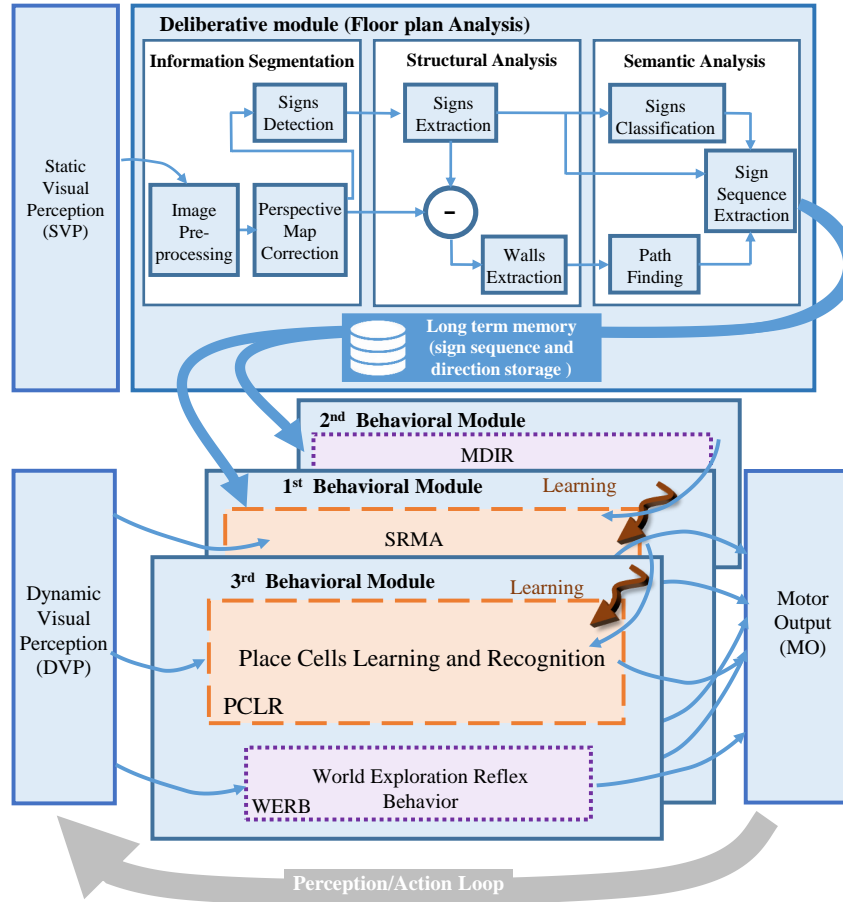 Deliberative module (Floor plan Analysis)
Information Segmentation
Structural Analysis
Semantic Analysis
Signs
Detection
Signs
Extraction
Signs
Classification
Static
Visual
Perception
(SVP)
Image
Pre-
processing
Perspective
Map
Correction
-
Sign
Sequence
Extraction
Walls
Extraction
Path
Finding
Long term memory
(sign sequence and
direction storage )
2nd Behavioral Module
MDIR
1st Behavioral Module
Learning
SRMA
3rd Behavioral Module
Learning
Dynamic
Visual
Perception
(DVP)
Place Cells Learning and Recognition
PCLR
Motor
Output
(MO)
World Exploration Reflex
Behavior
WERB
Perception/Action Loop